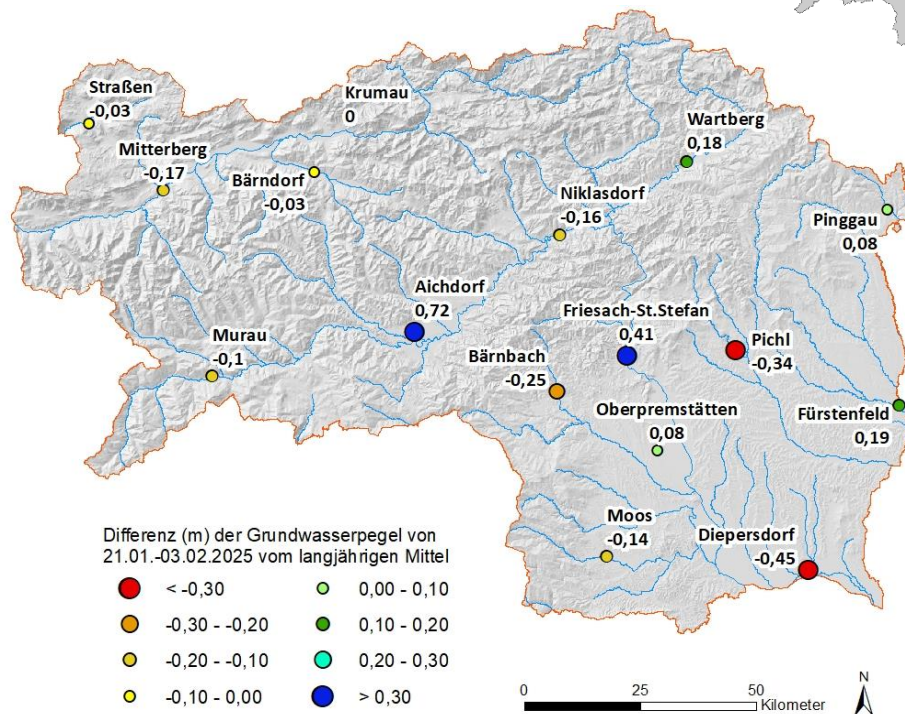 Straßen
-0,03
Krumau
0
Wartberg
0,18
Mitterberg
-0,17
Bärndorf
-0,03
Niklasdorf
-0,16
Pinggau
0,08
Aichdorf
0,72
Friesach-St.Stefan
0,41
Murau
-0,1
Pichl
-0,34
Bärnbach
-0,25
Oberpremstätten
0,08
Fürstenfeld
0,19
Moos
-0,14
Diepersdorf
-0,45
Differenz (m) der Grundwasserpegel von
21.01.-03.02.2025 vom langjährigen Mittel
< -0,30
-0,30 - -0,20
-0,20 - -0,10
-0,10 - 0,00
0,00 - 0,10
0,10 - 0,20
0,20 - 0,30
> 0,30
0 25 50
Kilometer
N